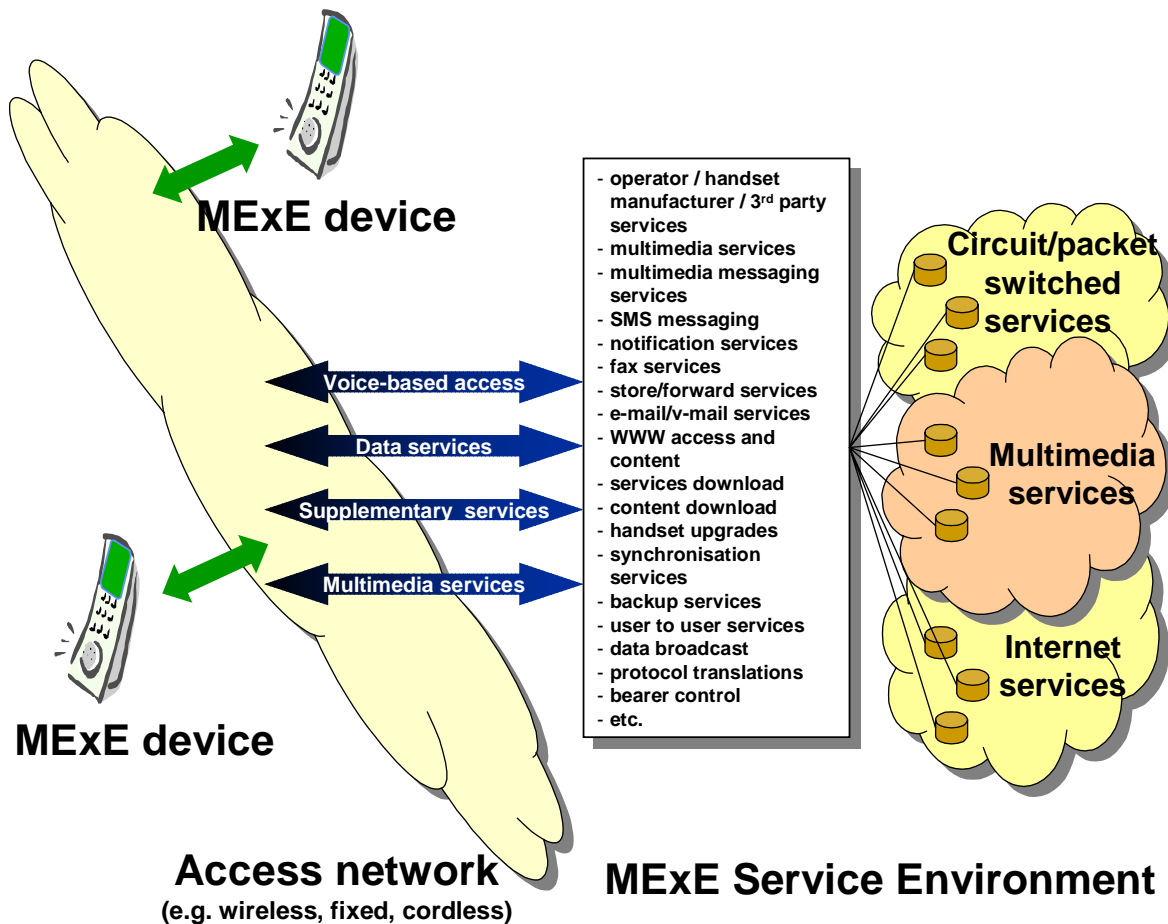 MExE device
- operator / handset
manufacturer / 3rd party
services
- multimedia services
- multimedia messaging
services
- SMS messaging
- notification services
- fax services
- store/forward services
- e-mail/v-mail services
- WWW access and
content
- services download
- content download
- handset upgrades
- synchronisation
services
- backup services
- user to user services
- data broadcast
- protocol translations
- bearer control
- etc.
Circuit/packet
switched
services
Voice-based access
Data services
Supplementary services
Multimedia services
Multimedia
services
Internet
services
MExE device
Access network
(e.g. wireless, fixed, cordless)
MExE Service Environment